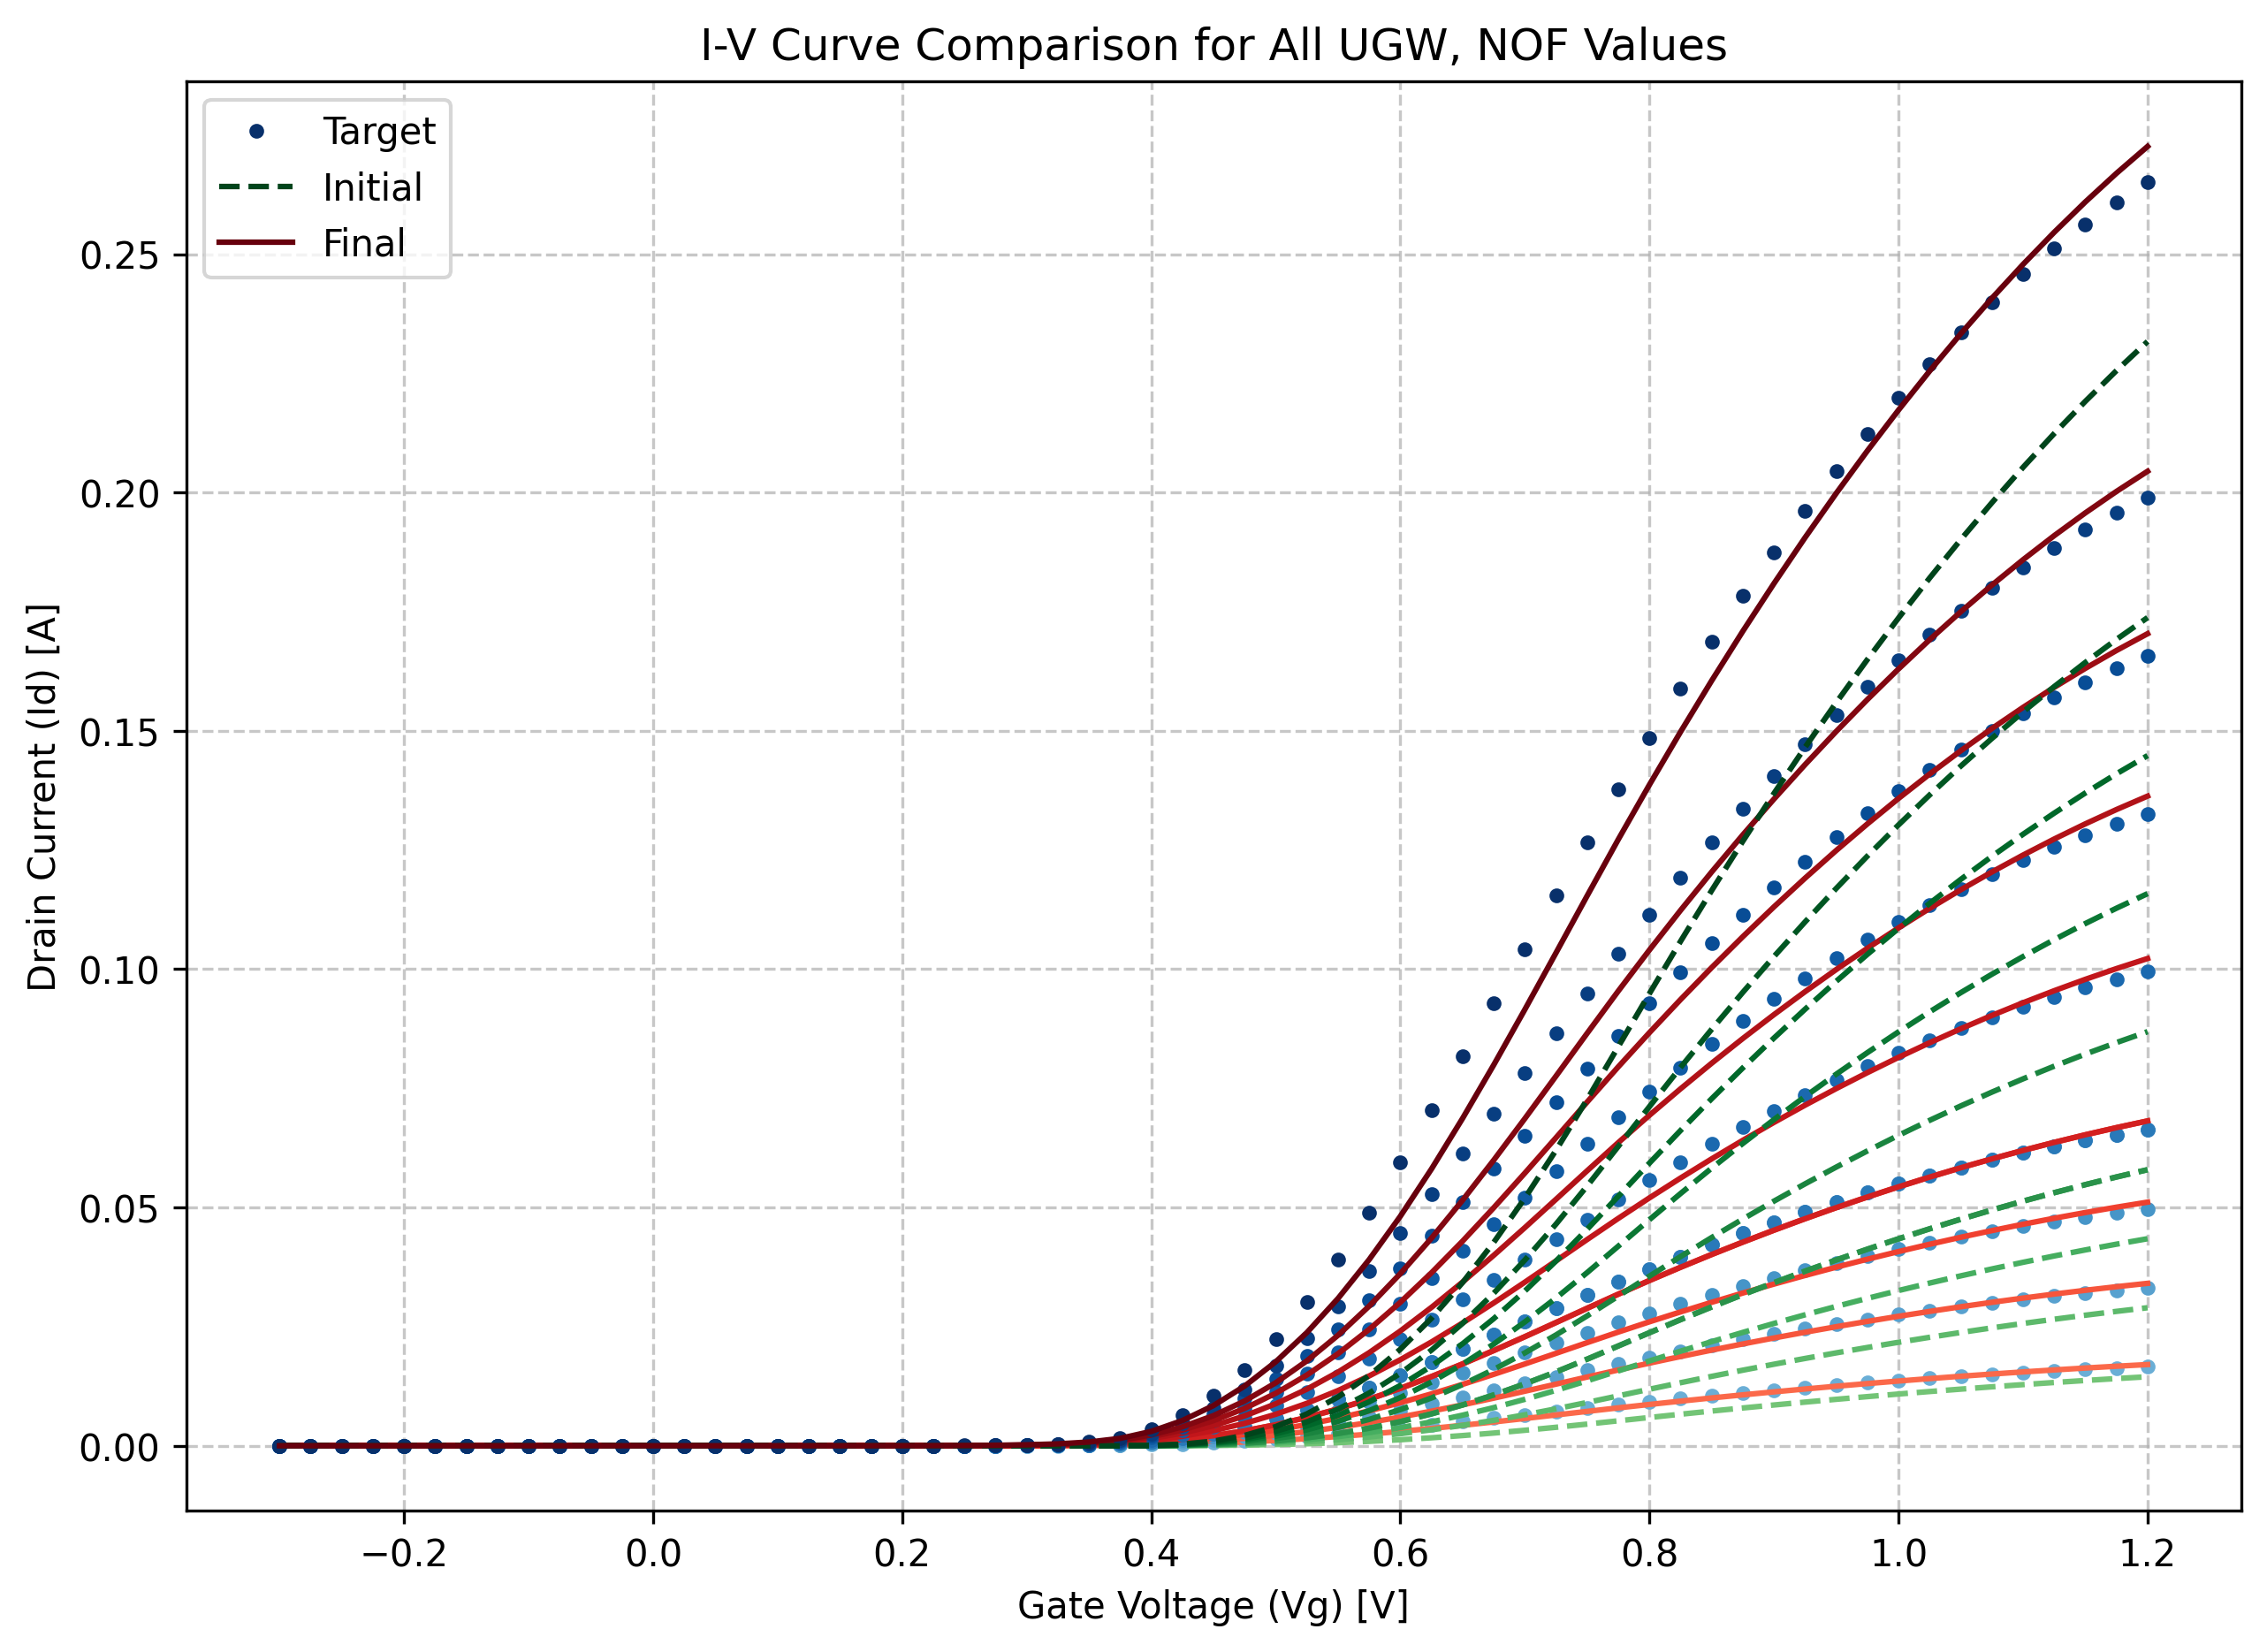 I-V Curve Comparison for All UGW, NOF Values
Target
Initial
Final
Drain Current (Id) [A]
0.25
0.20
0.15
0.10
0.05
0.00
−0.2
0.0
0.2
0.4
0.6
0.8
1.0
1.2
Gate Voltage (Vg) [V]